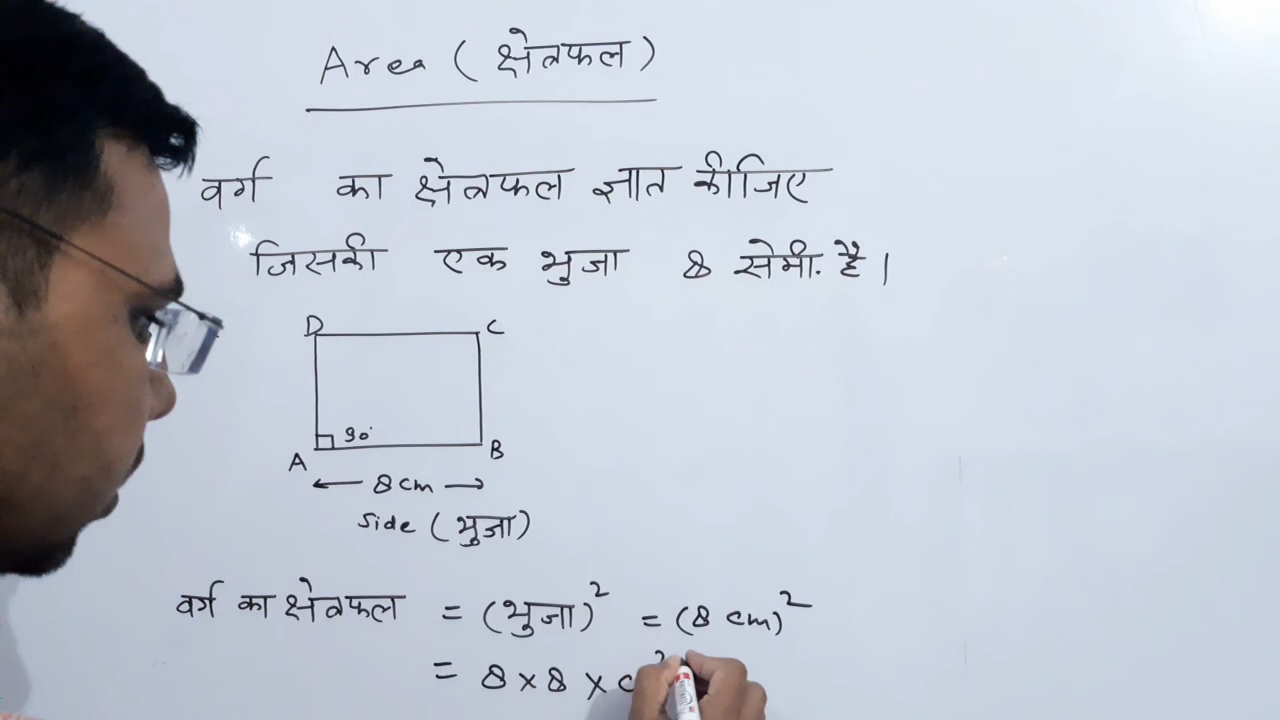 Area (क्षेत्रफल)
वर्ग का क्षेत्रफल ज्ञात कीजिए
जिसकी एक भुजा 8 सेमी. है।
D C
90°
A B
8 cm
Side (भुजा)
वर्ग का क्षेत्रफल = (भुजा)² = (8 cm)²
= 8 × 8 ×